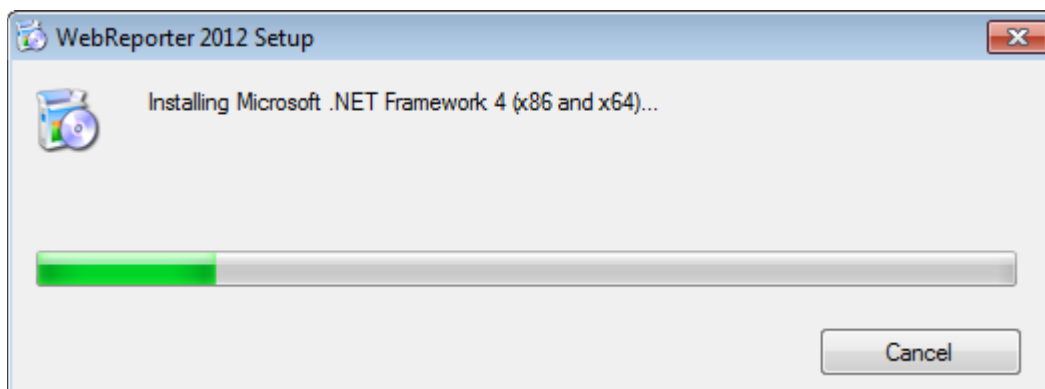 WebReporter 2012 Setup
Installing Microsoft .NET Framework 4 (x86 and x64)...
Cancel